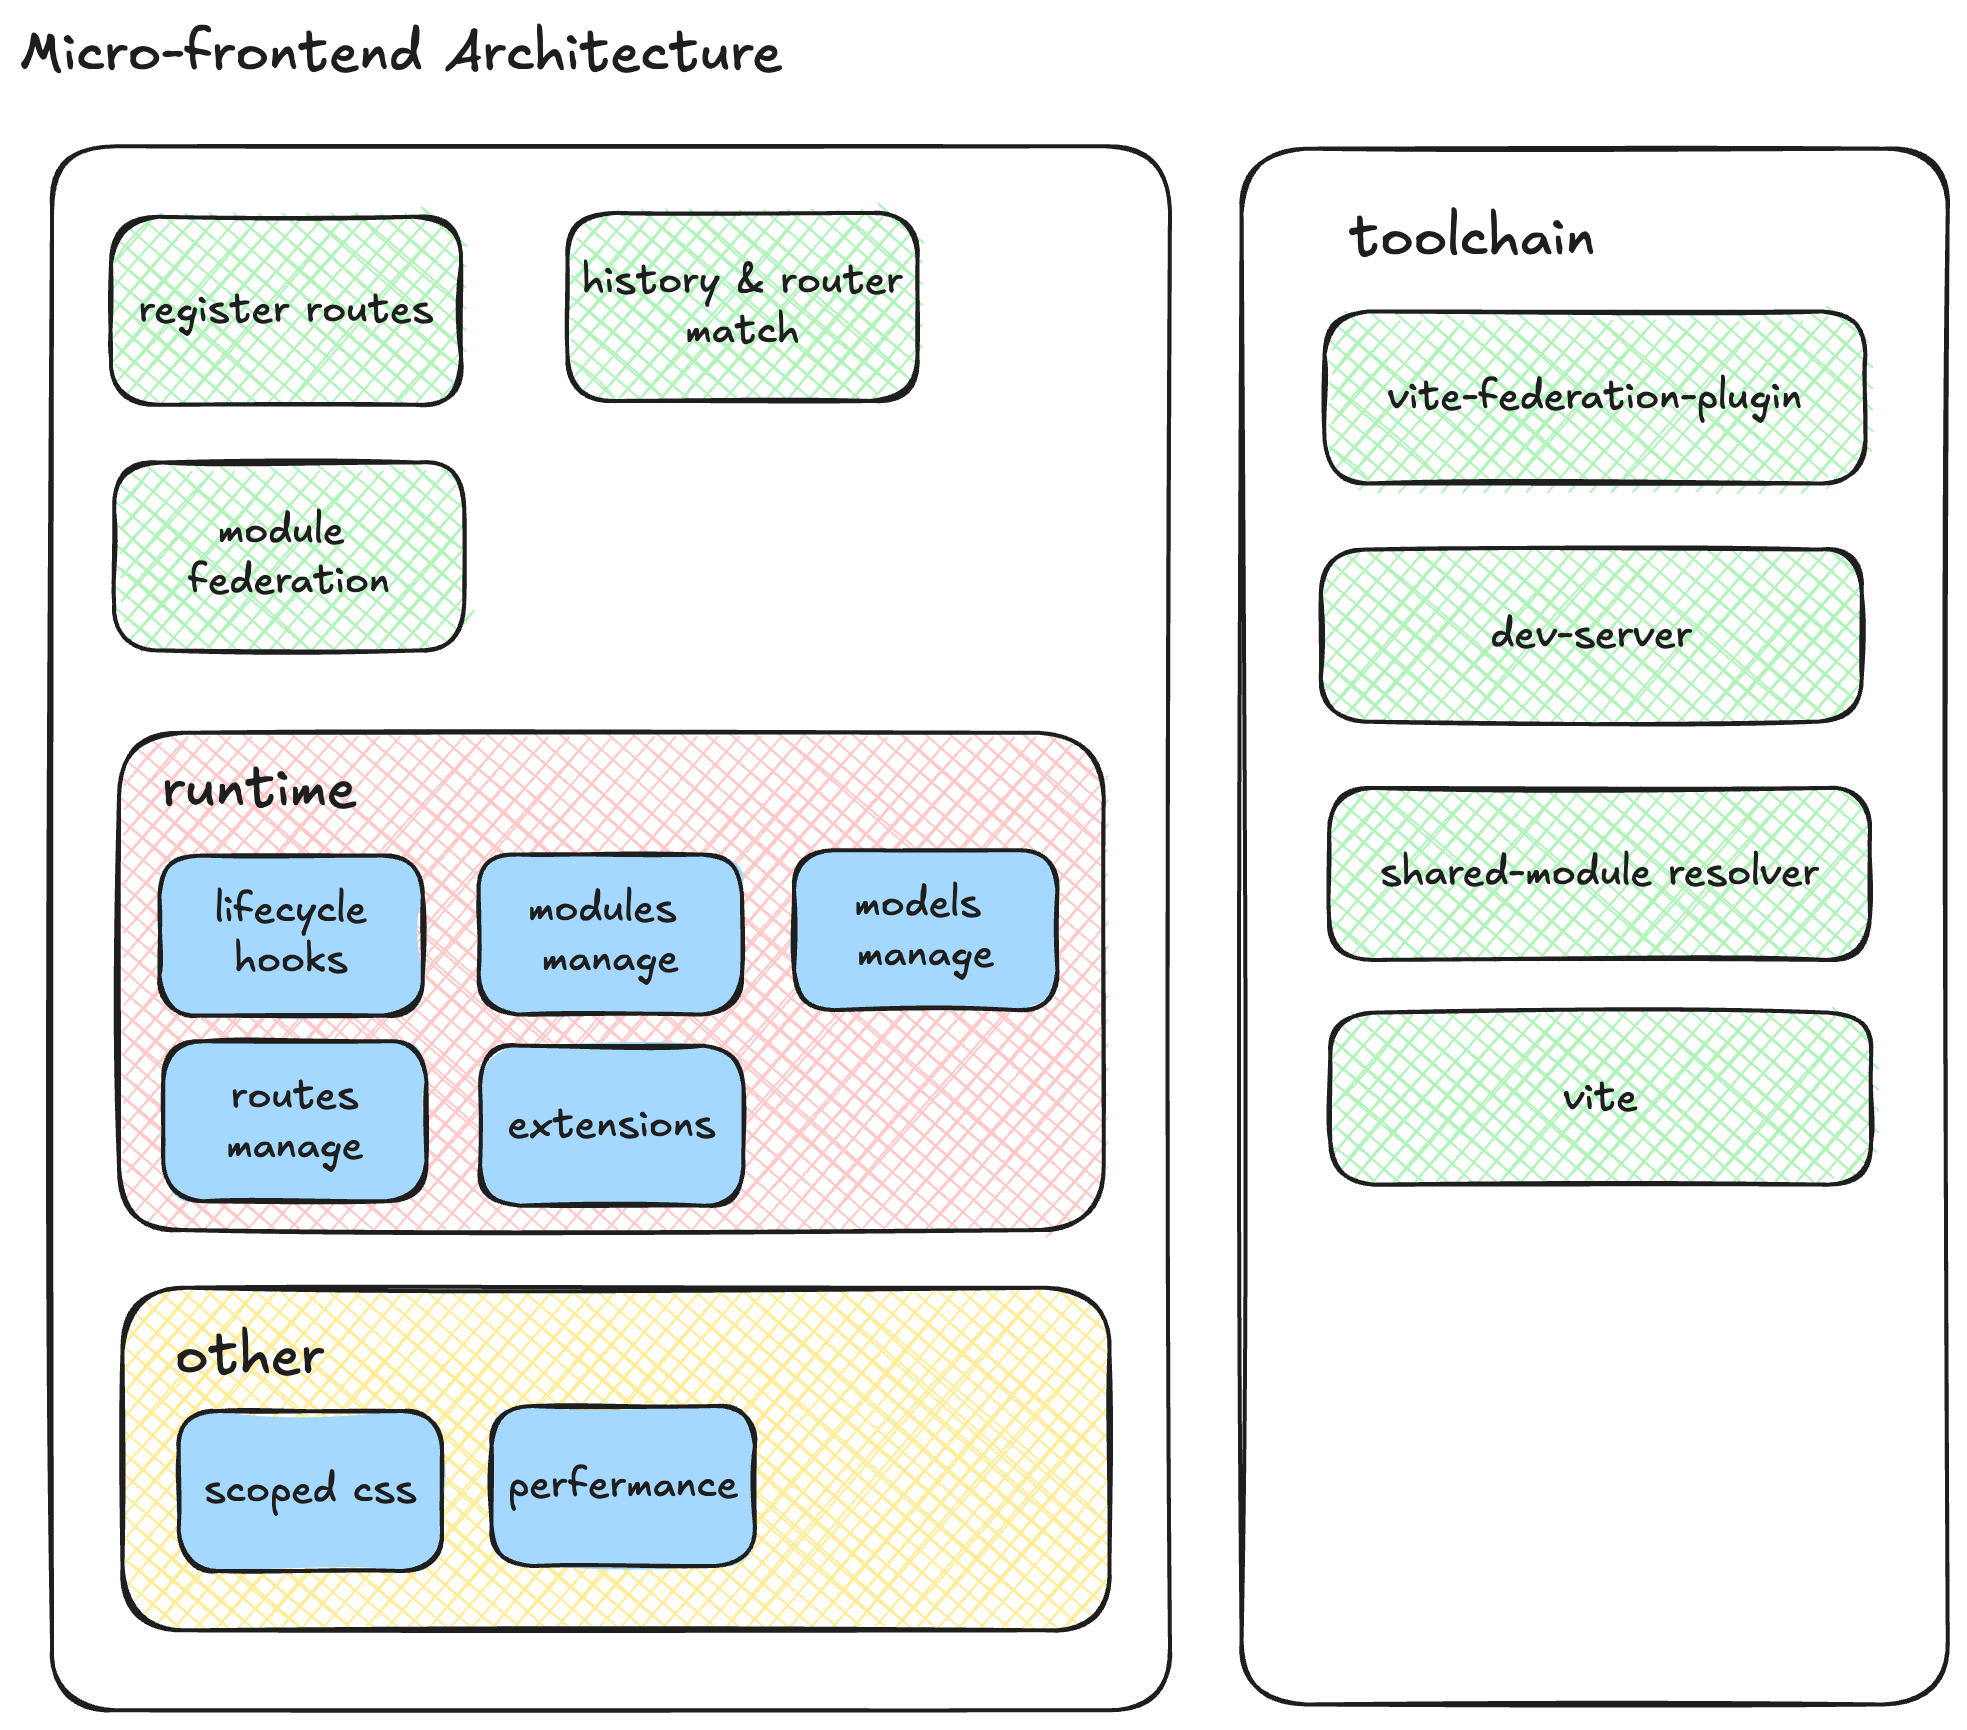 Micro-frontend Architecture
register routes
history & router
match
module
federation
runtime
lifecycle
hooks
modules
manage
models
manage
routes
manage
extensions
other
scoped css
perfermance
toolchain
vite-federation-plugin
dev-server
shared-module resolver
vite